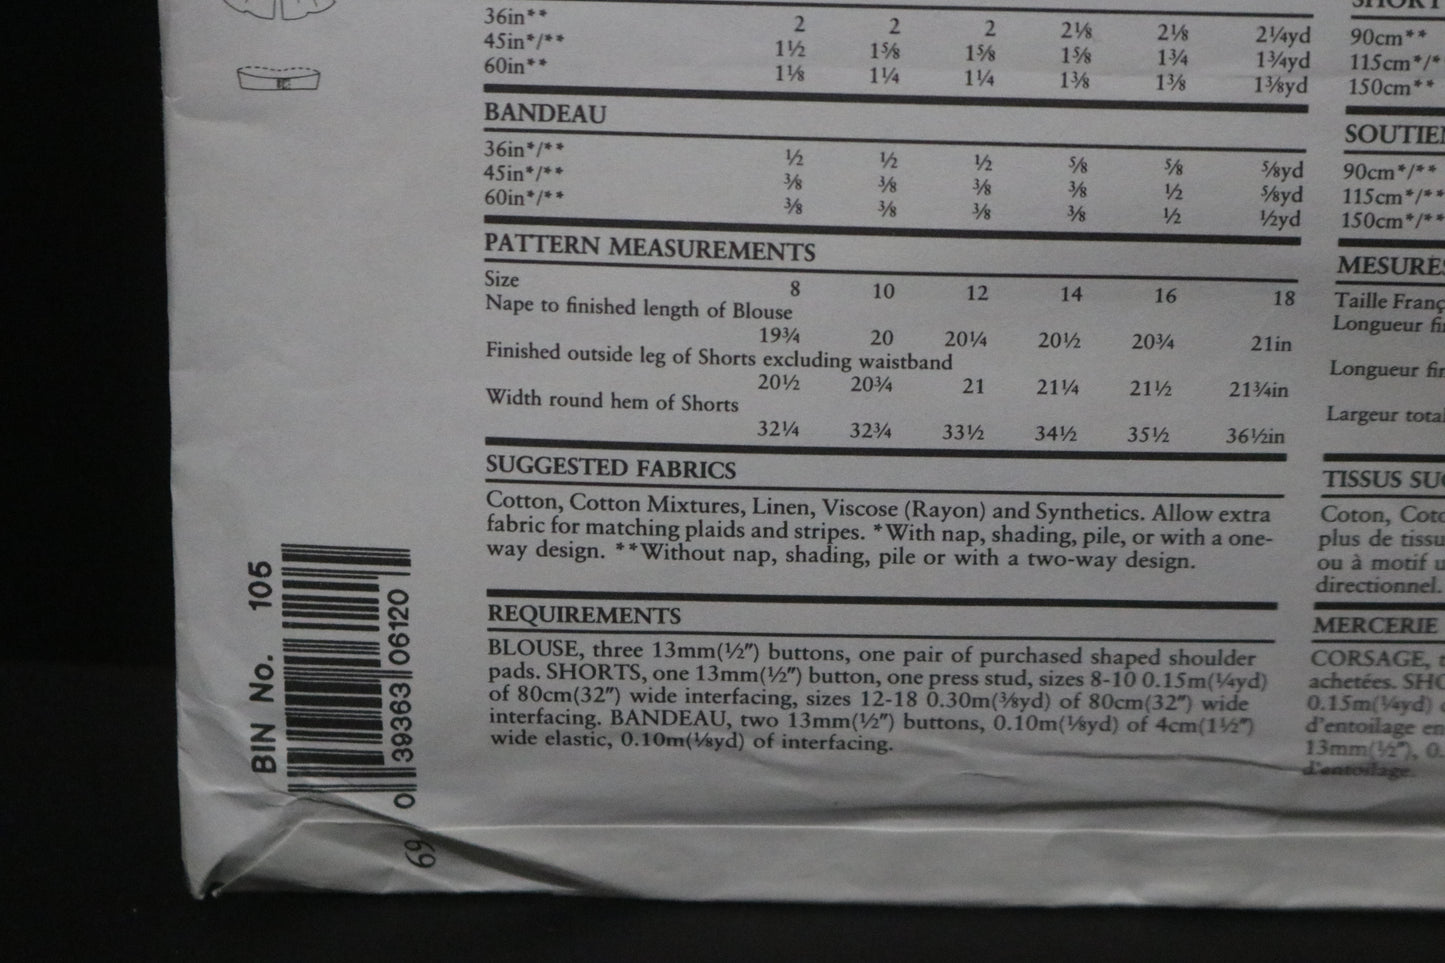 36in** 2 2 2 2⅛ 2⅛ 2¼yd
45in*/** 1½ 1⅝ 1⅝ 1⅝ 1¾ 1¾yd
60in** 1⅛ 1¼ 1¼ 1⅜ 1⅜ 1⅜yd
BANDEAU
36in*/** ½ ½ ½ ⅝ ⅝ ⅝yd
45in*/** ⅜ ⅜ ⅜ ⅜ ½ ⅝yd
60in*/** ⅜ ⅜ ⅜ ⅜ ½ ½yd
PATTERN MEASUREMENTS
Size 8 10 12 14 16 18
Nape to finished length of Blouse
19¾ 20 20¼ 20½ 20¾ 21in
Finished outside leg of Shorts excluding waistband
20½ 20¾ 21 21¼ 21½ 21¾in
Width round hem of Shorts
32¼ 32¾ 33½ 34½ 35½ 36½in
SUGGESTED FABRICS
Cotton, Cotton Mixtures, Linen, Viscose (Rayon) and Synthetics. Allow extra
fabric for matching plaids and stripes. *With nap, shading, pile, or with a one-
way design. **Without nap, shading, pile or with a two-way design.
REQUIREMENTS
BLOUSE, three 13mm(½″) buttons, one pair of purchased shaped shoulder
pads. SHORTS, one 13mm(½″) button, one press stud, sizes 8-10 0.15m(¼yd)
of 80cm(32″) wide interfacing, sizes 12-18 0.30m(⅜yd) of 80cm(32″) wide
interfacing. BANDEAU, two 13mm(½″) buttons, 0.10m(⅛yd) of 4cm(1½″)
wide elastic, 0.10m(⅛yd) of interfacing.
SHORT
90cm**
115cm*/*
150cm**
SOUTIE
90cm*/**
115cm*/**
150cm*/**
MESURES
Taille Franç
Longueur fi
Longueur fin
Largeur total
TISSUS SU
Coton, Coto
plus de tissu
ou à motif u
directionnel.
MERCERIE
CORSAGE, t
achetées. SHO
0.15m(¼yd)
d'entoilage en
13mm(½″), 0.
d'entoilage.
BIN No. 105
0 39363 06120
69